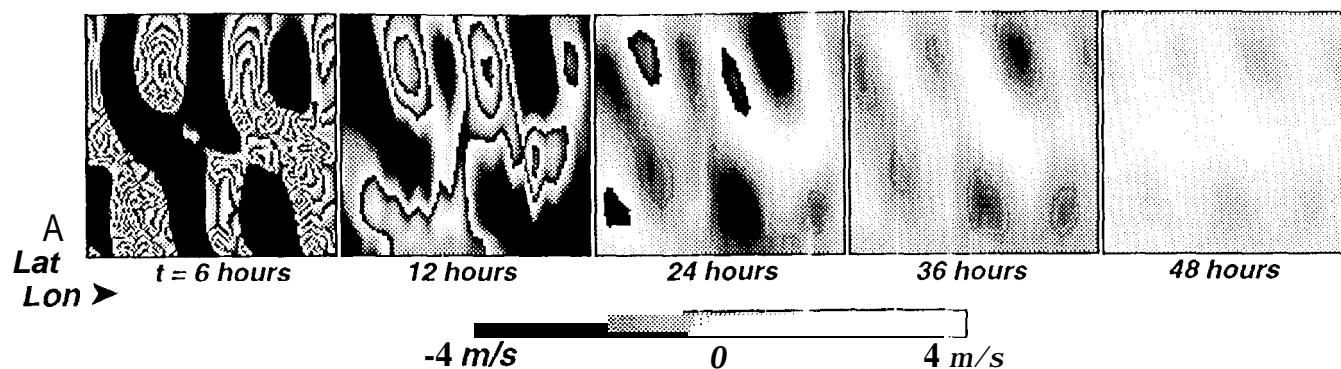 A
Lat
Lon ➤
t = 6 hours 12 hours 24 hours 36 hours 48 hours
-4 m/s 0 4 m/s